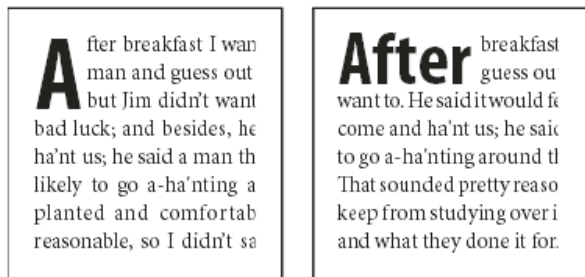 After breakfast I wan
man and guess out
but Jim didn't want
bad luck; and besides, he
ha'nt us; he said a man th
likely to go a-ha'nting a
planted and comfortab
reasonable, so I didn't sa
After breakfast
guess ou
want to. He said it would fe
come and ha'nt us; he said
to go a-ha'nting around th
That sounded pretty reaso
keep from studying over i
and what they done it for.